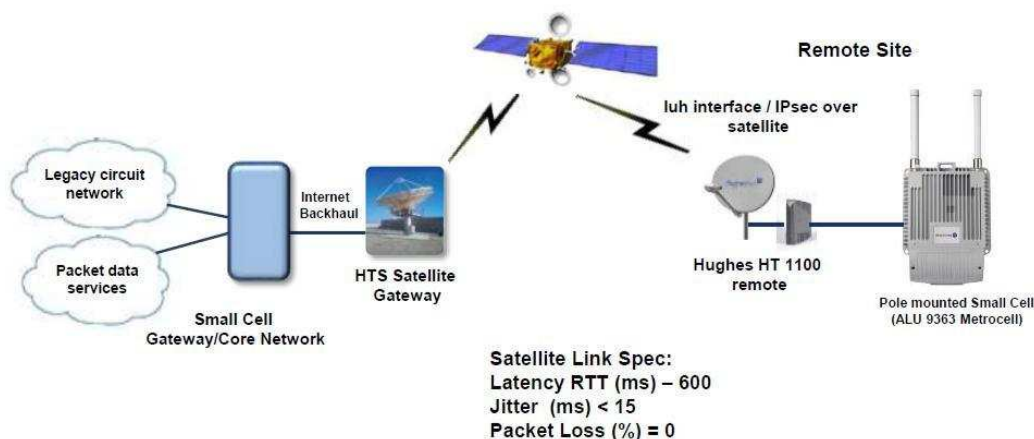 Remote Site
Iuh interface / IPsec over
satellite
Legacy circuit
network
Packet data
services
Internet
Backhaul
Small Cell
Gateway/Core Network
HTS Satellite
Gateway
Hughes HT 1100
remote
Pole mounted Small Cell
(ALU 9363 Metrocell)
Satellite Link Spec:
Latency RTT (ms) – 600
Jitter (ms) < 15
Packet Loss (%) = 0